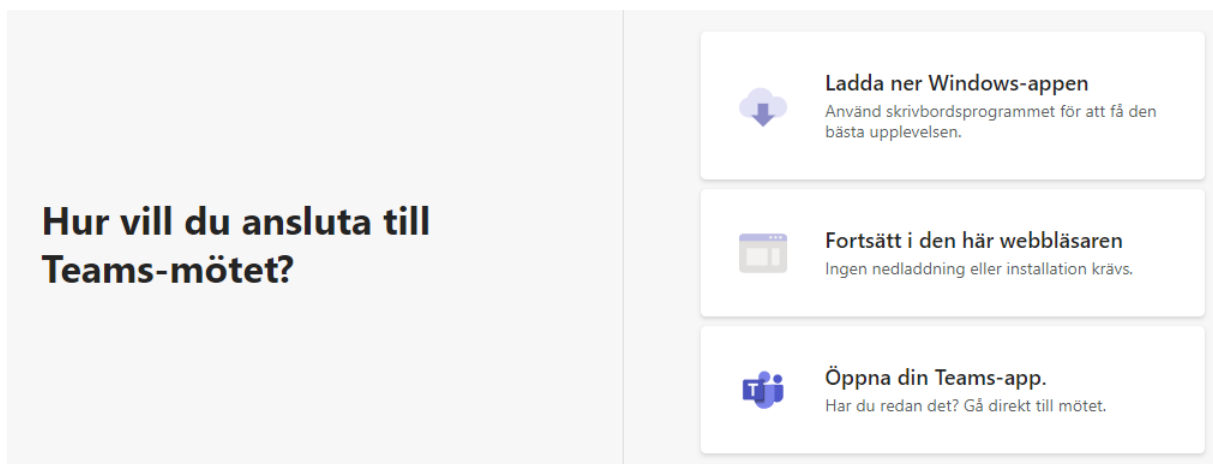 Hur vill du ansluta till
Teams-mötet?
Ladda ner Windows-appen
Använd skrivbordsprogrammet för att få den
bästa upplevelsen.
Fortsätt i den här webbläsaren
Ingen nedladdning eller installation krävs.
Öppna din Teams-app.
Har du redan det? Gå direkt till mötet.